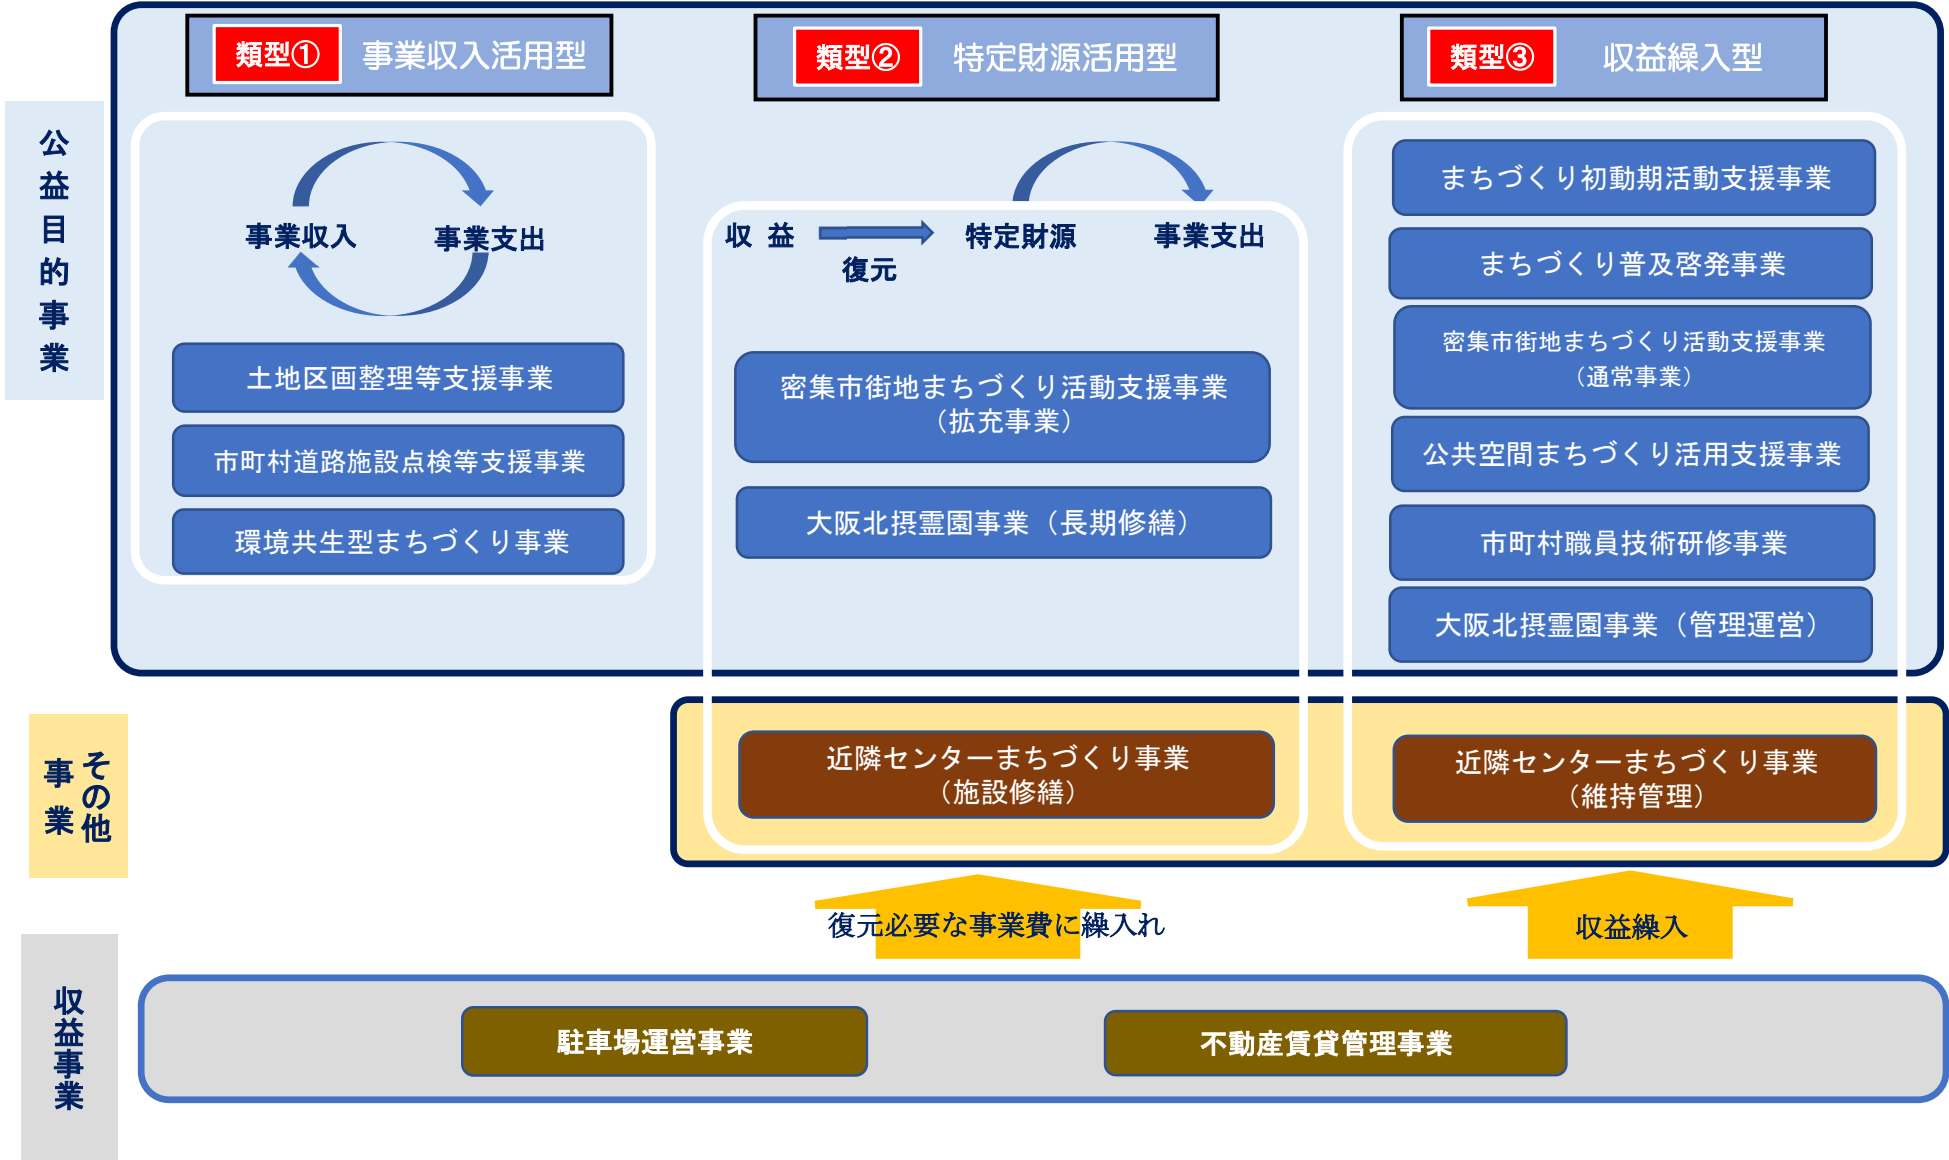 類型① 事業収入活用型
類型② 特定財源活用型
類型③ 収益繰入型
公益目的事業
事業収入
事業支出
土地区画整理等支援事業
市町村道路施設点検等支援事業
環境共生型まちづくり事業
収 益
復元
特定財源
事業支出
密集市街地まちづくり活動支援事業
（拡充事業）
大阪北摂霊園事業（長期修繕）
まちづくり初動期活動支援事業
まちづくり普及啓発事業
密集市街地まちづくり活動支援事業
（通常事業）
公共空間まちづくり活用支援事業
市町村職員技術研修事業
大阪北摂霊園事業（管理運営）
その他
事業
近隣センターまちづくり事業
（施設修繕）
近隣センターまちづくり事業
（維持管理）
復元必要な事業費に繰入れ
収益繰入
収益事業
駐車場運営事業
不動産賃貸管理事業